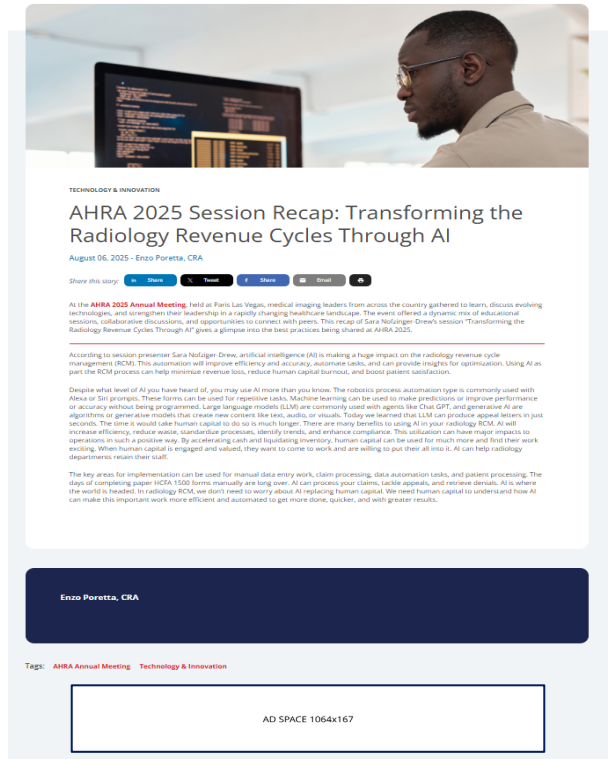 TECHNOLOGY & INNOVATION
AHRA 2025 Session Recap: Transforming the
Radiology Revenue Cycles Through AI
August 06, 2025 - Enzo Poretta, CRA
Share this story: in Share Tweet f Share Email
At the AHRA 2025 Annual Meeting, held at Paris Las Vegas, medical imaging leaders from across the country gathered to learn, discuss evolving
technologies, and strengthen their leadership in a rapidly changing healthcare landscape. The event offered a dynamic mix of educational
sessions, collaborative discussions, and opportunities to connect with peers. This recap of Sara Nofzinger-Drew's session "Transforming the
Radiology Revenue Cycles Through AI" gives a glimpse into the best practices being shared at AHRA 2025.
According to session presenter Sara Nofziger-Drew, artificial intelligence (AI) is making a huge impact on the radiology revenue cycle
management (RCM). This automation will improve efficiency and accuracy, automate tasks, and can provide insights for optimization. Using AI as
part the RCM process can help minimize revenue loss, reduce human capital burnout, and boost patient satisfaction.
Despite what level of AI you have heard of, you may use AI more than you know. The robotics process automation type is commonly used with
Alexa or Siri prompts. These forms can be used for repetitive tasks. Machine learning can be used to make predictions or improve performance
or accuracy without being programmed. Large language models (LLM) are commonly used with agents like Chat GPT, and generative AI are
algorithms or generative models that create new content like text, audio, or visuals. Today we learned that LLM can produce appeal letters in just
seconds. The time it would take human capital to do so is much longer. There are many benefits to using AI in your radiology RCM. AI will
increase efficiency, reduce waste, standardize processes, identify trends, and enhance compliance. This utilization can have major impacts to
operations in such a positive way. By accelerating cash and liquidating inventory, human capital can be used for much more and find their work
exciting. When human capital is engaged and valued, they want to come to work and are willing to put their all into it. AI can help radiology
departments retain their staff.
The key areas for implementation can be used for manual data entry work, claim processing, data automation tasks, and patient processing. The
days of completing paper HCFA 1500 forms manually are long over. AI can process your claims, tackle appeals, and retrieve denials. AI is where
the world is headed. In radiology RCM, we don't need to worry about AI replacing human capital. We need human capital to understand how AI
can make this important work more efficient and automated to get more done, quicker, and with greater results.
Enzo Poretta, CRA
Tags: AHRA Annual Meeting Technology & Innovation
AD SPACE 1064x167